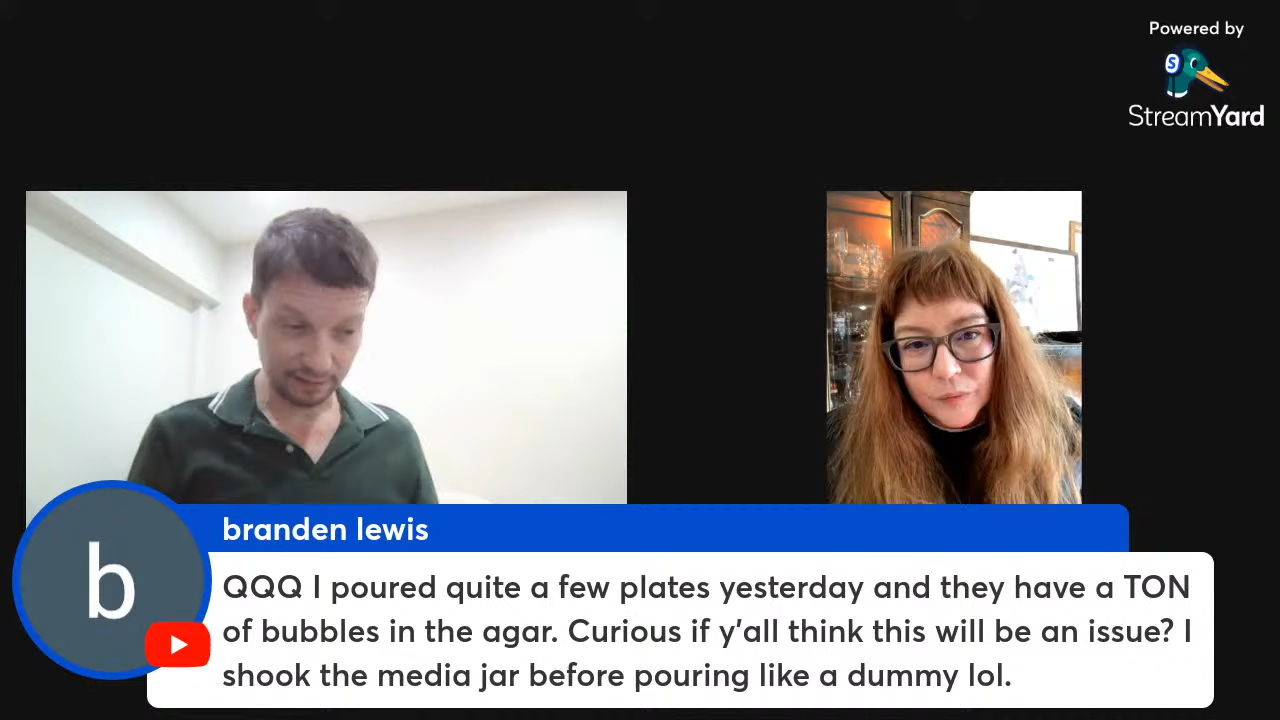 Powered by
S
StreamYard
branden lewis
b
QQQ I poured quite a few plates yesterday and they have a TON
of bubbles in the agar. Curious if y'all think this will be an issue? I
shook the media jar before pouring like a dummy lol.